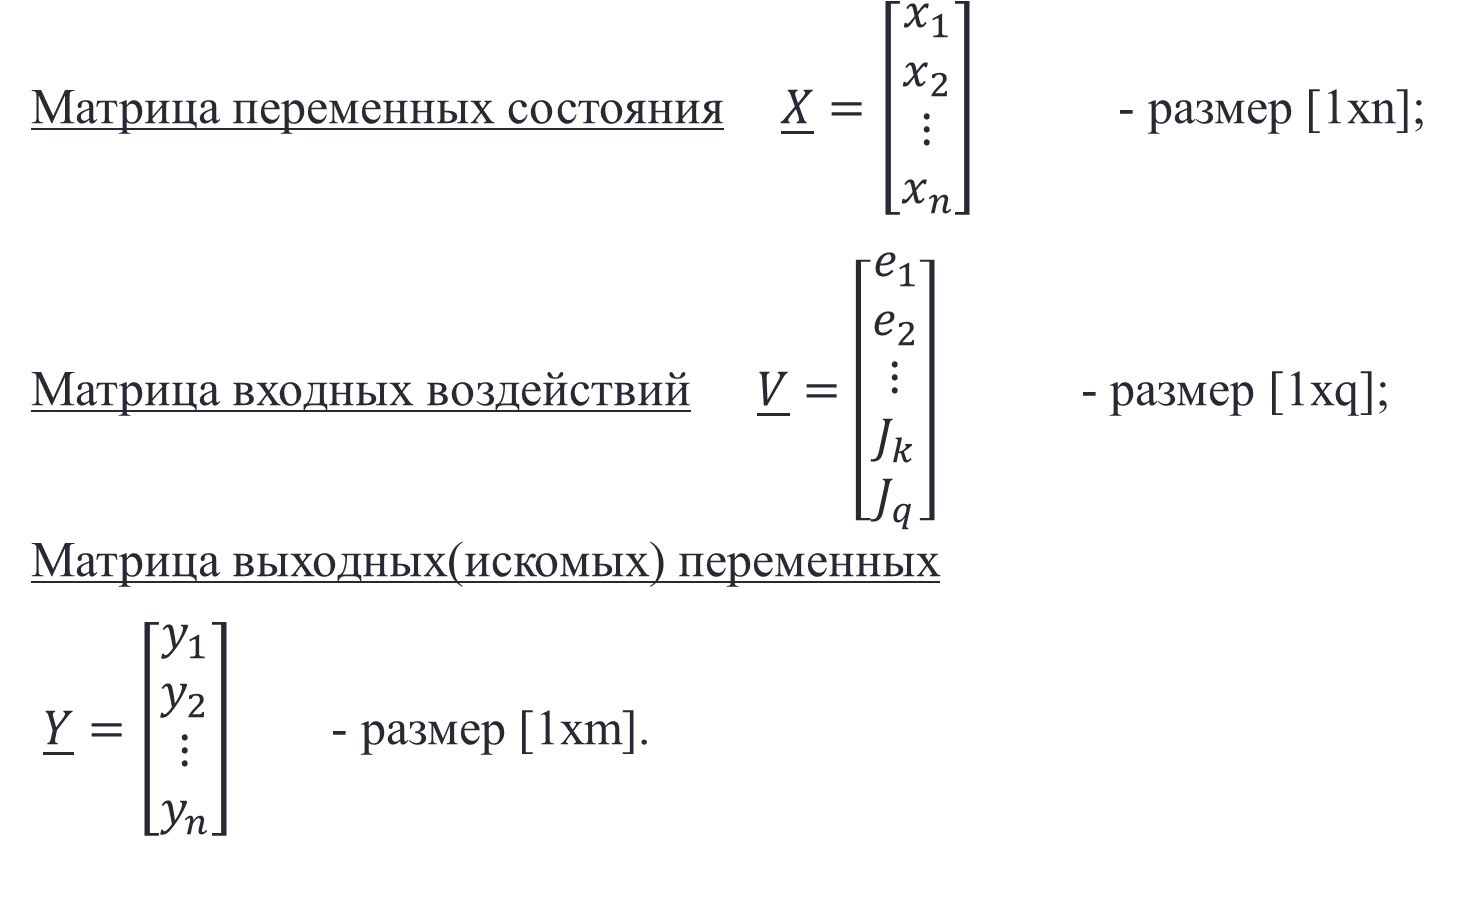 Матрица переменных состояния X = [x₁ x₂ ⋮ xₙ] - размер [1xn];
Матрица входных воздействий V = [e₁ e₂ ⋮ Jₖ J_q] - размер [1xq];
Матрица выходных(искомых) переменных
Y = [y₁ y₂ ⋮ yₙ] - размер [1xm].